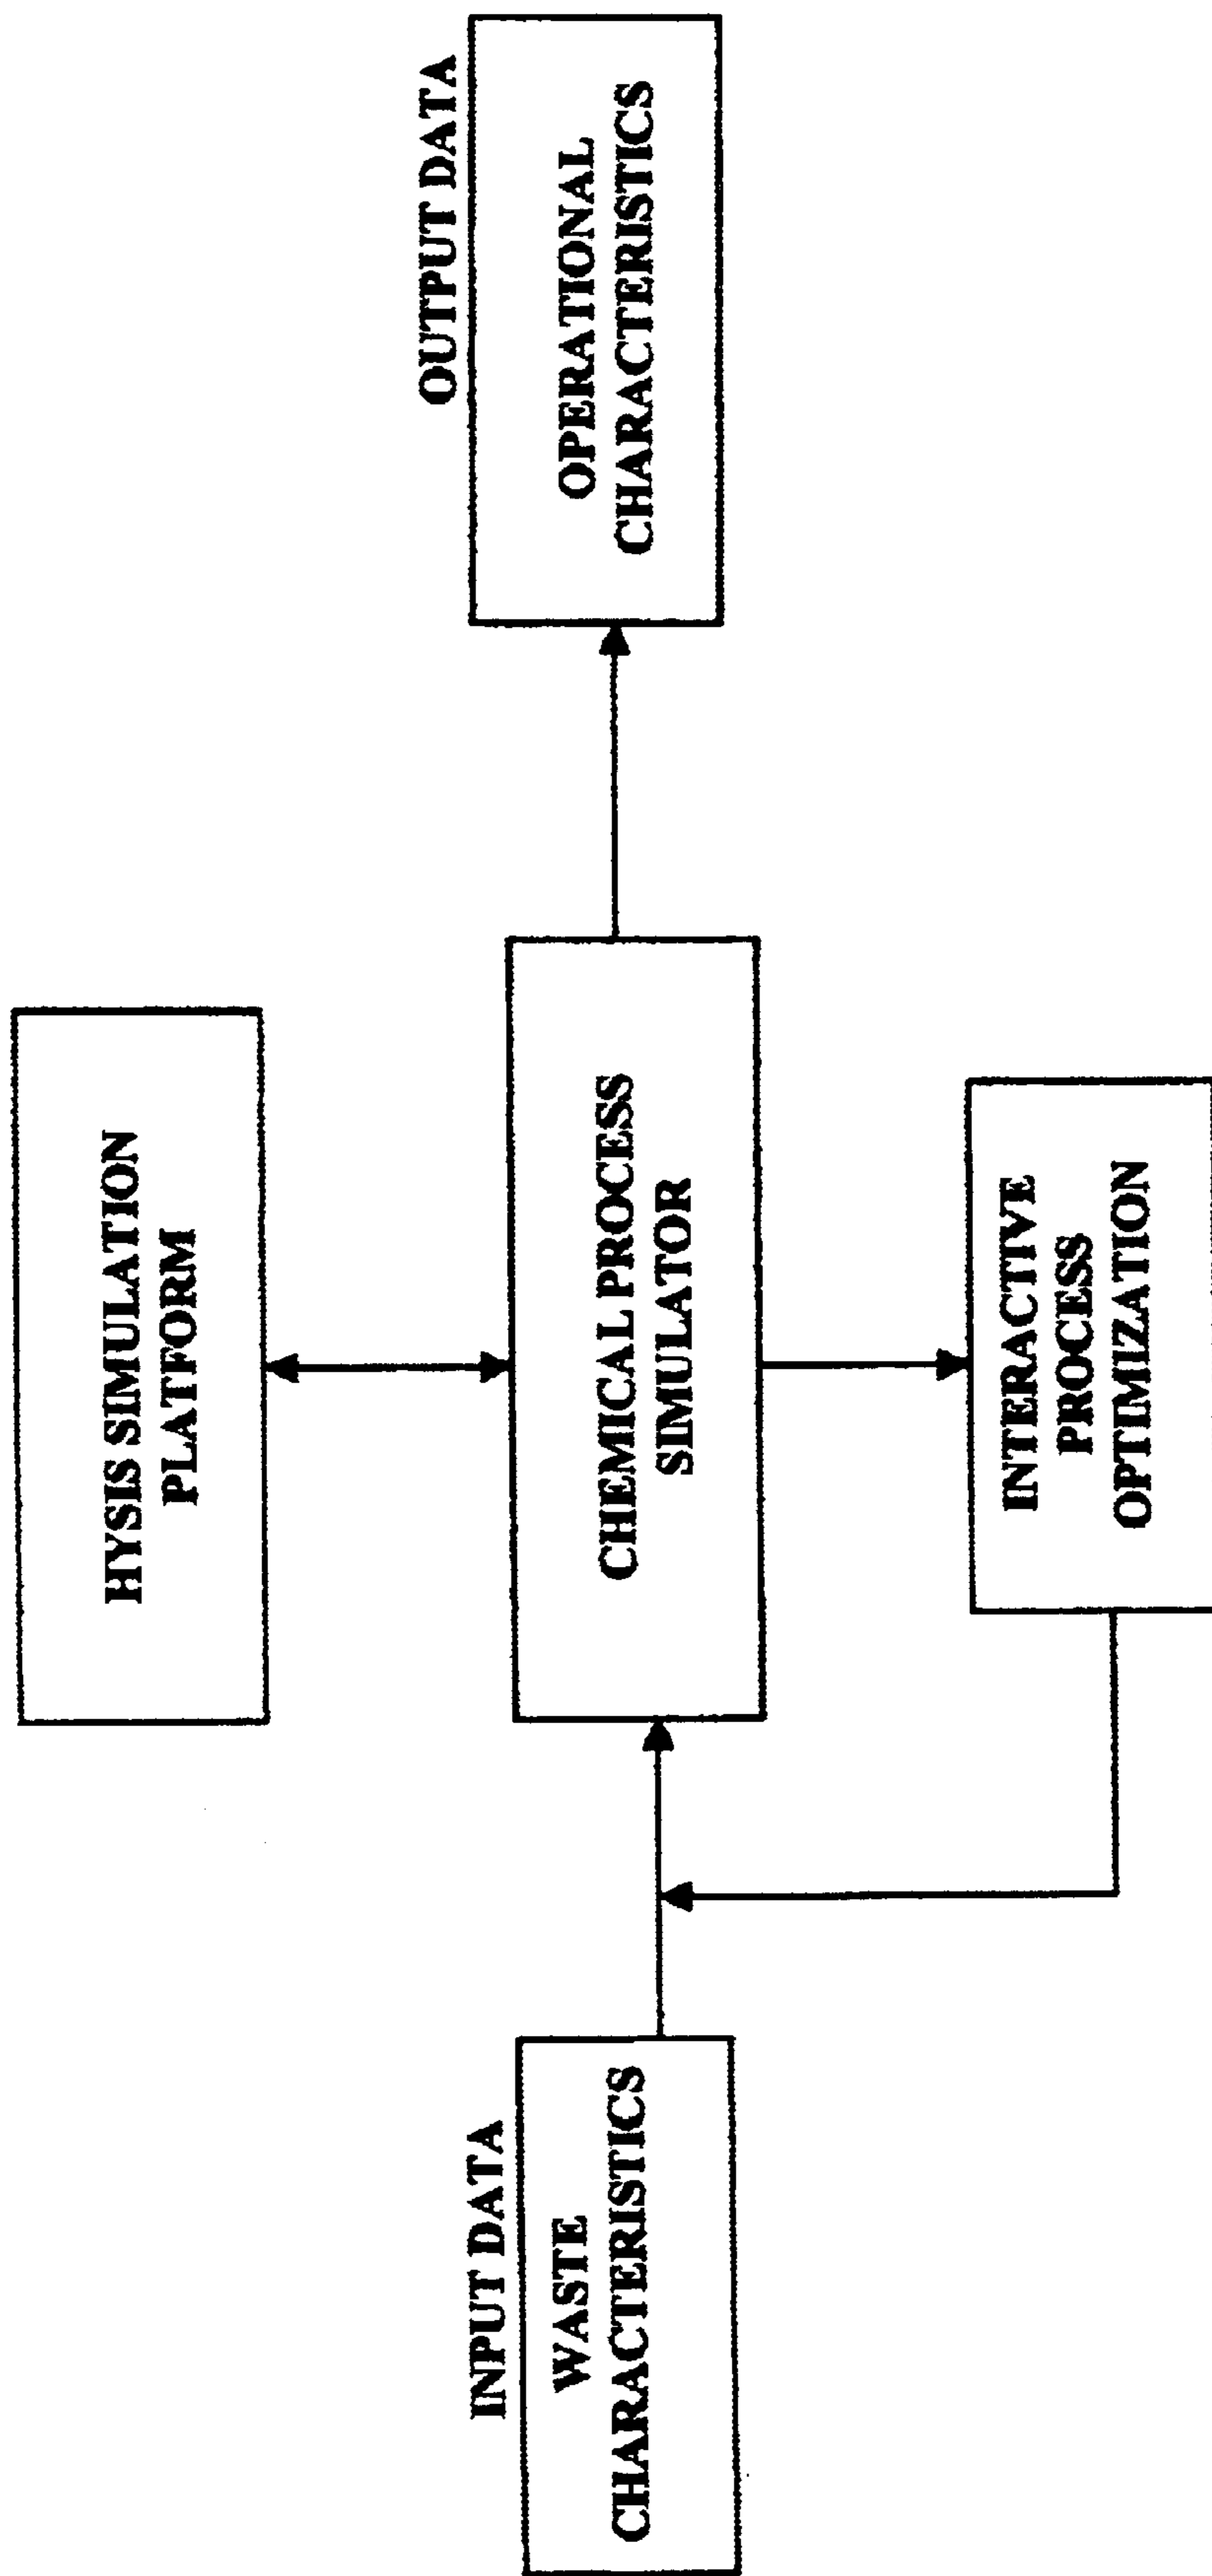 HYSIS SIMULATION
PLATFORM
INPUT DATA
WASTE
CHARACTERISTICS
CHEMICAL PROCESS
SIMULATOR
OUTPUT DATA
OPERATIONAL
CHARACTERISTICS
INTERACTIVE
PROCESS
OPTIMIZATION